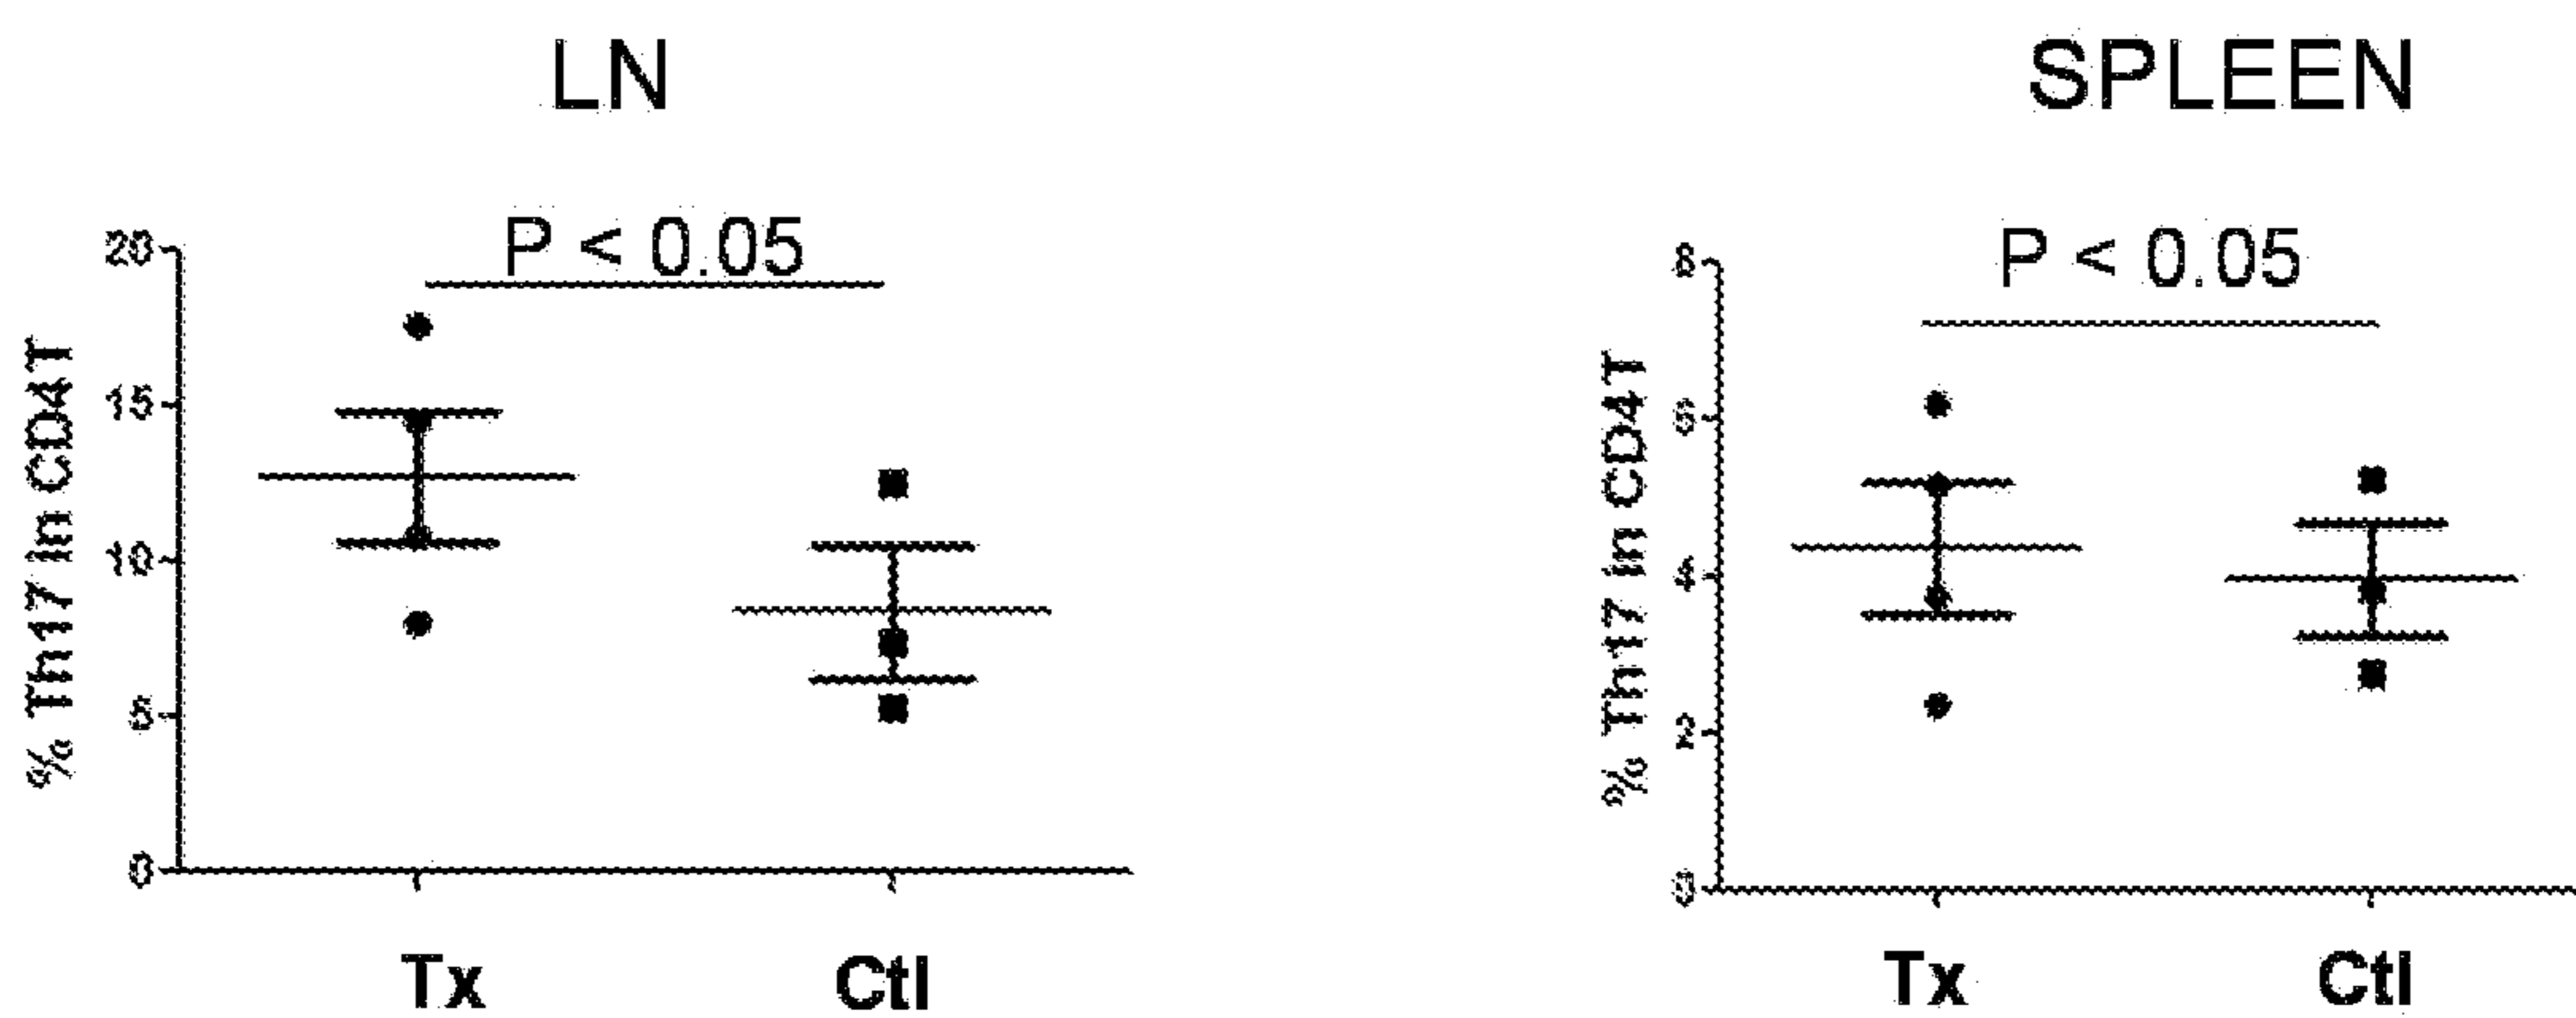 LN
P < 0.05
20
15
10
5
0
% Th17 in CD4T
Tx
Ctl
SPLEEN
P < 0.05
8
6
4
2
0
% Th17 in CD4T
Tx
Ctl